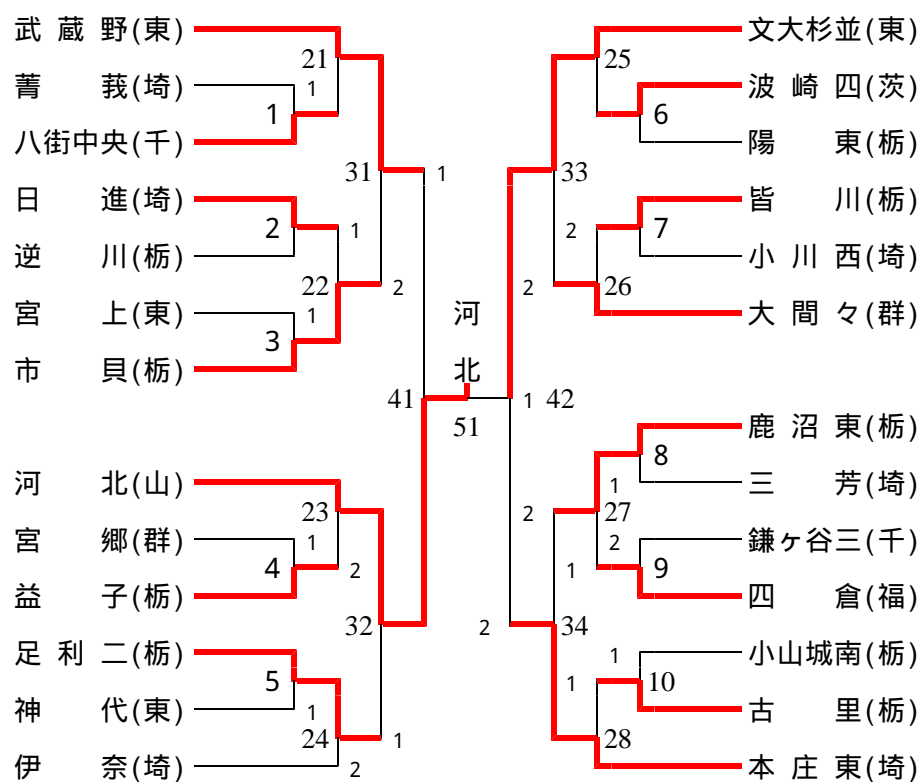 武蔵野(東)
21
菁莪(埼)
1
1
八街中央(千)
31
1
日進(埼)
2
1
逆川(栃)
22
2
宮上(東)
1
3
市貝(栃)
41
河北(山)
23
宮郷(群)
1
4
2
益子(栃)
32
足利二(栃)
5
1
神代(東)
24
1
伊奈(埼)
2
河北
51
文大杉並(東)
25
波崎四(茨)
6
陽東(栃)
33
皆川(栃)
2
7
小川西(埼)
2
26
大間々(群)
1
42
鹿沼東(栃)
8
1
三芳(埼)
2
27
2
鎌ヶ谷三(千)
1
9
四倉(福)
2
34
1
小山城南(栃)
1
10
古里(栃)
28
本庄東(埼)